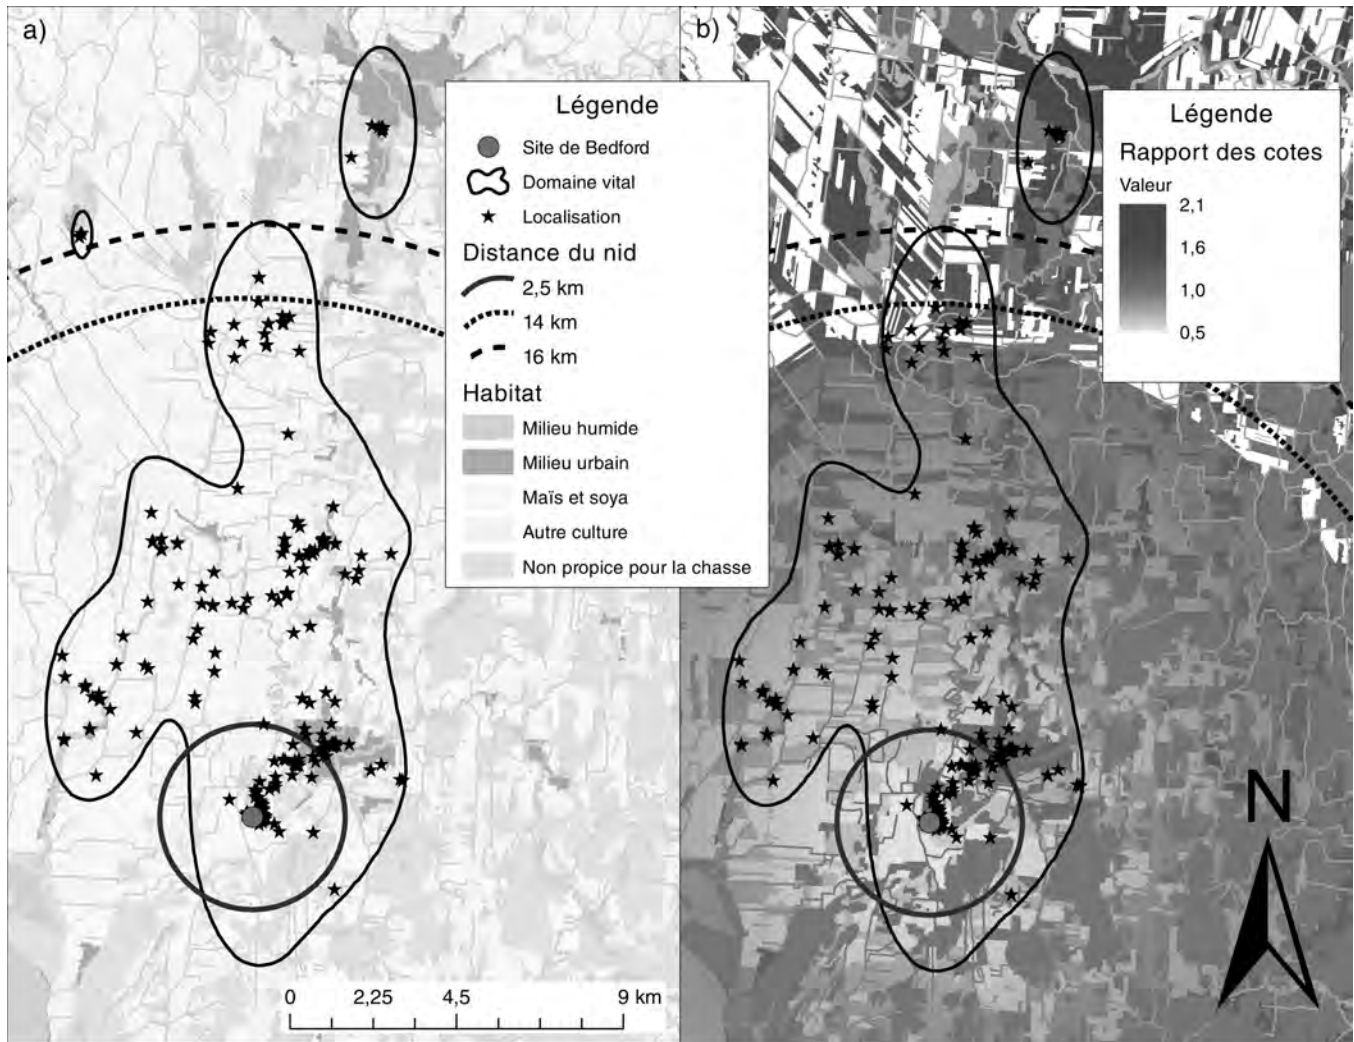 a)
Légende
Site de Bedford
Domaine vital
Localisation
Distance du nid
2,5 km
14 km
16 km
Habitat
Milieu humide
Milieu urbain
Maïs et soya
Autre culture
Non propice pour la chasse
0 2,25 4,5 9 km
b)
Légende
Rapport des cotes
Valeur
2,1
1,6
1,0
0,5
N